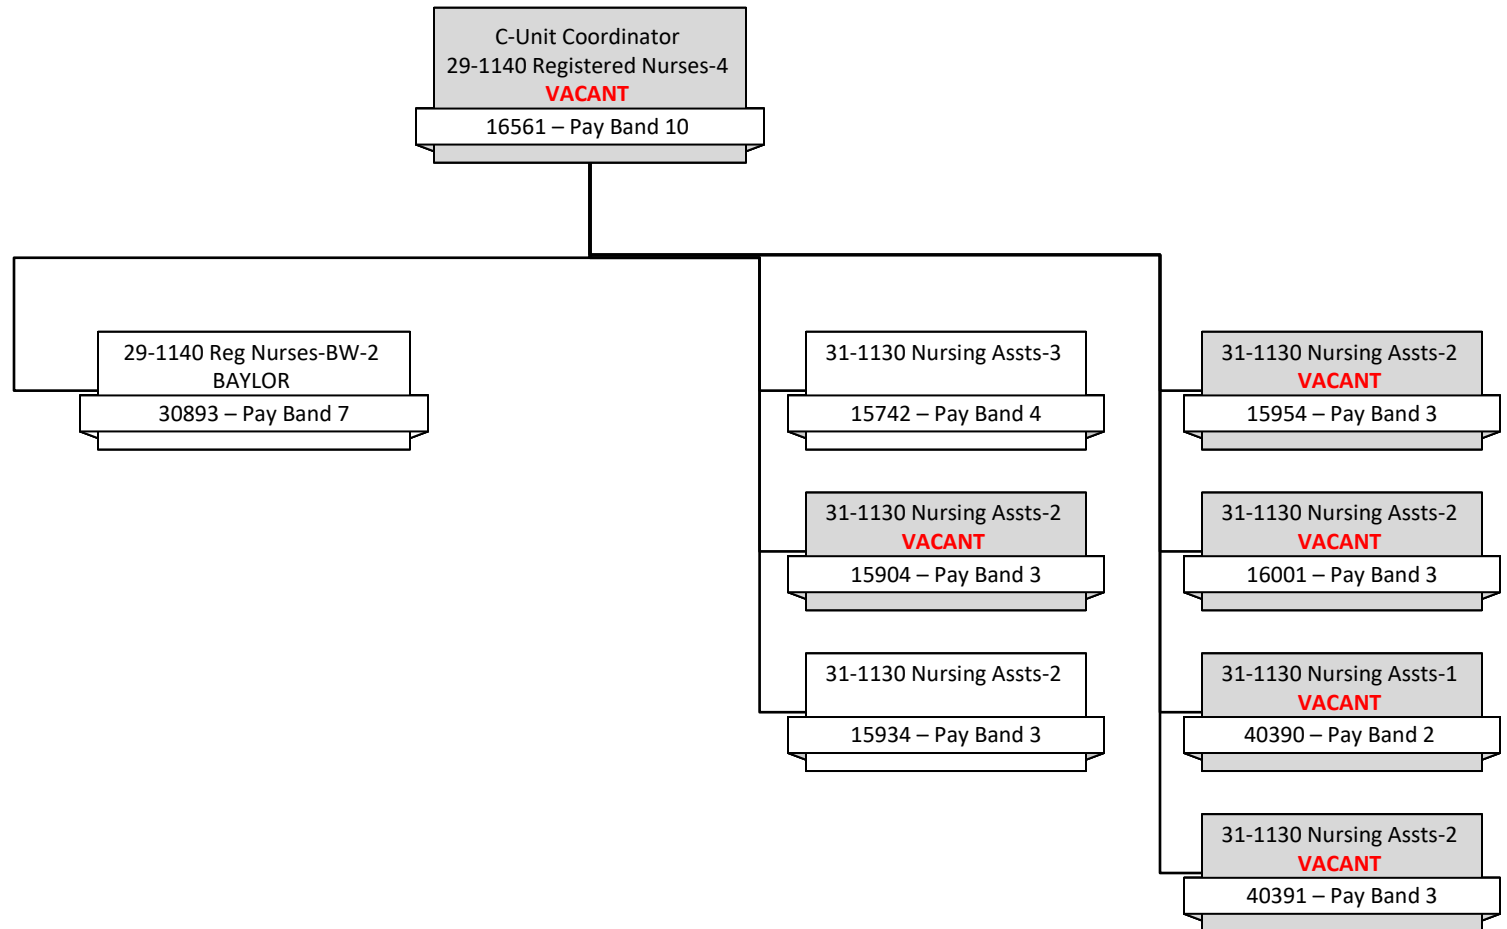 C-Unit Coordinator
29-1140 Registered Nurses-4
VACANT
16561 – Pay Band 10
29-1140 Reg Nurses-BW-2
BAYLOR
30893 – Pay Band 7
31-1130 Nursing Assts-3
15742 – Pay Band 4
31-1130 Nursing Assts-2
VACANT
15904 – Pay Band 3
31-1130 Nursing Assts-2
15934 – Pay Band 3
31-1130 Nursing Assts-2
VACANT
15954 – Pay Band 3
31-1130 Nursing Assts-2
VACANT
16001 – Pay Band 3
31-1130 Nursing Assts-1
VACANT
40390 – Pay Band 2
31-1130 Nursing Assts-2
VACANT
40391 – Pay Band 3